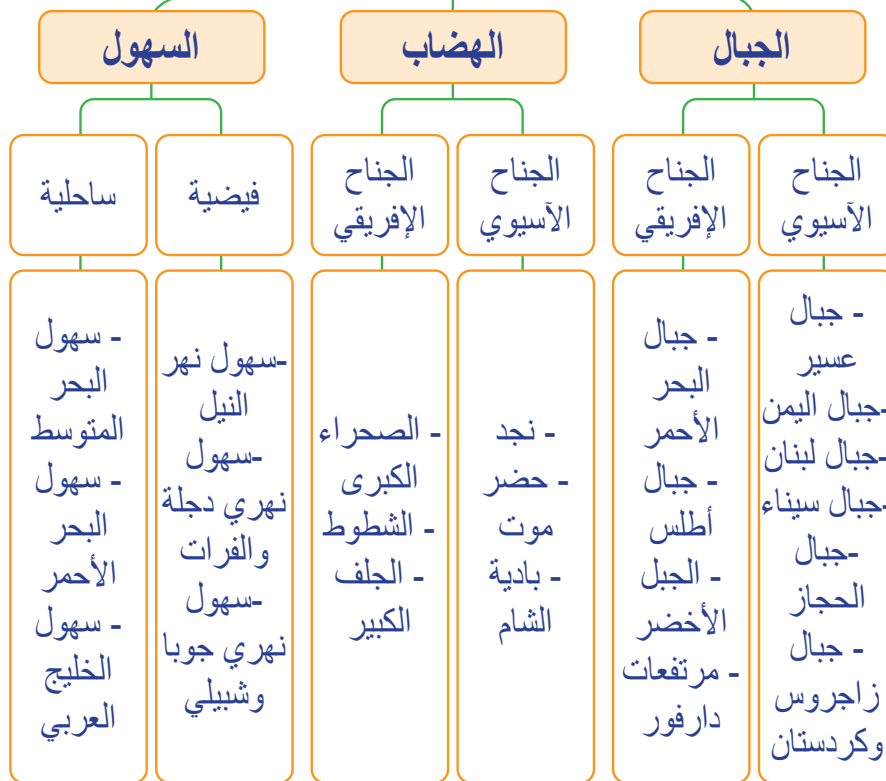 الجبال
الهضاب
السهول
الجناح
الآسيوي
الجناح
الإفريقي
الجناح
الآسيوي
الجناح
الإفريقي
فيضية
ساحلية
- جبال
عسير
-جبال اليمن
-جبال لبنان
-جبال سيناء
-جبال
الحجاز
- جبال
زاجروس
وكردستان
- جبال
البحر
الأحمر
- جبال
أطلس
- الجبل
الأخضر
- مرتفعات
دارفور
- نجد
- حضر
موت
- بادية
الشام
- الصحراء
الكبرى
- الشطوط
- الجلف
الكبير
-سهول نهر
النيل
-سهول
نهري دجلة
والفرات
-سهول
نهري جوبا
وشبيلي
- سهول
البحر
المتوسط
- سهول
البحر
الأحمر
- سهول
الخليج
العربي